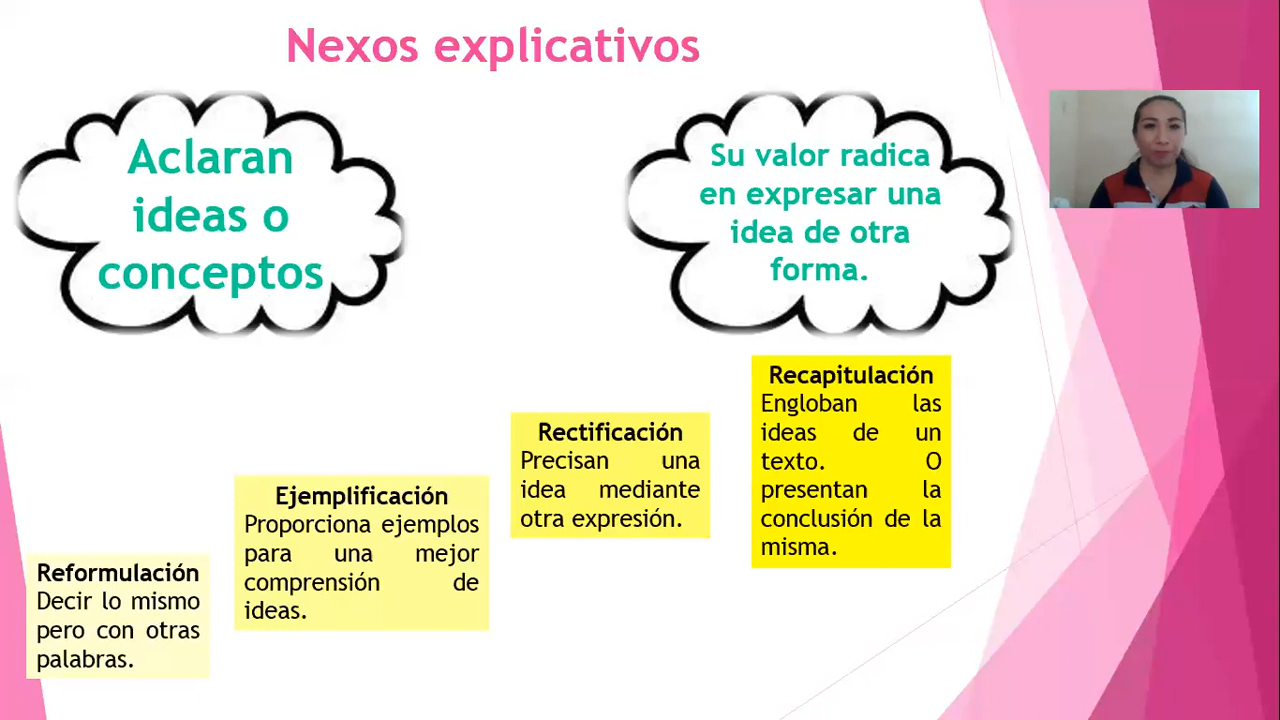 Nexos explicativos
Aclaran
ideas o
conceptos
Su valor radica
en expresar una
idea de otra
forma.
Reformulación
Decir lo mismo
pero con otras
palabras.
Ejemplificación
Proporciona ejemplos
para una mejor
comprensión de
ideas.
Rectificación
Precisan una
idea mediante
otra expresión.
Recapitulación
Engloban las
ideas de un
texto. O
presentan la
conclusión de la
misma.